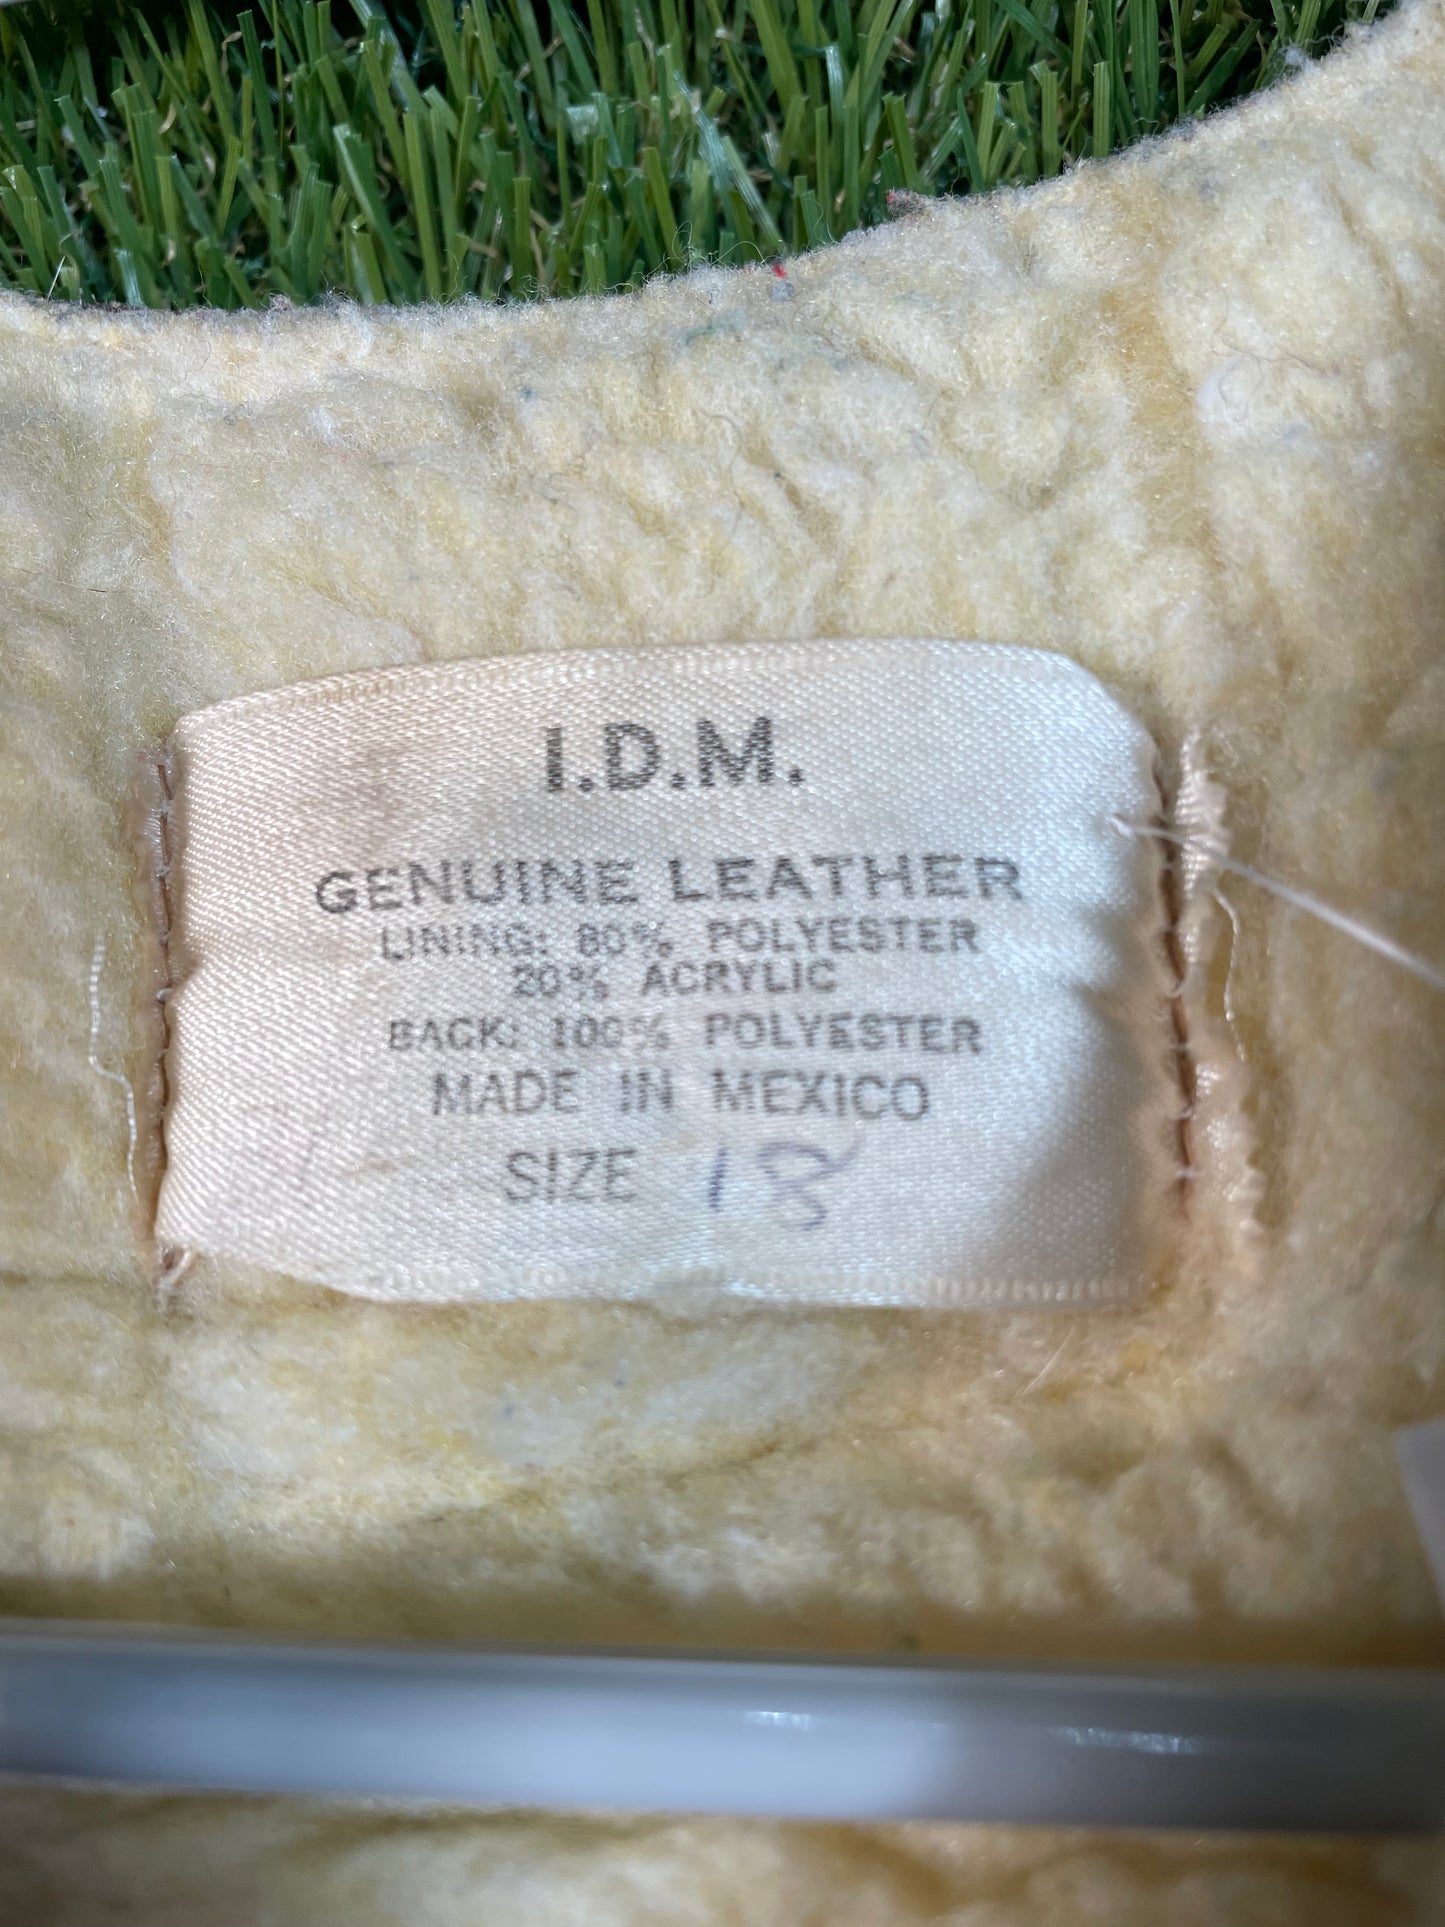 I.D.M.
GENUINE LEATHER
LINING: 80% POLYESTER
20% ACRYLIC
BACK: 100% POLYESTER
MADE IN MEXICO
SIZE 18